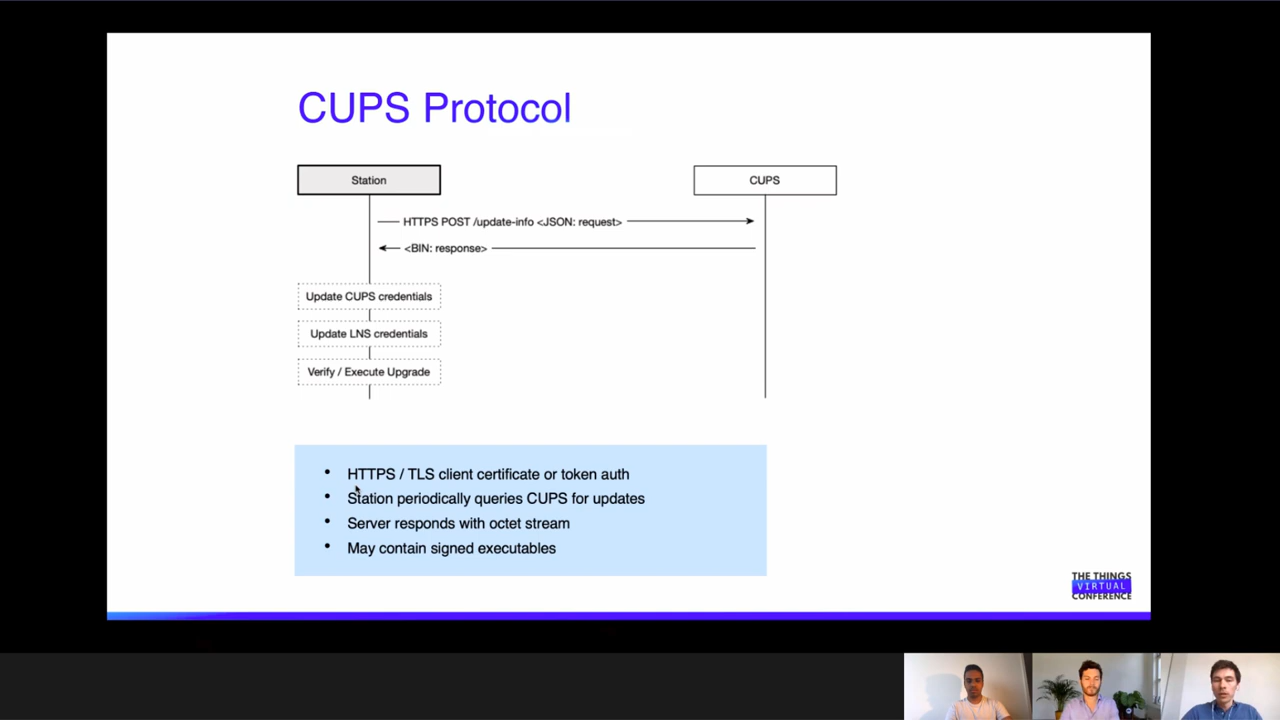 CUPS Protocol
Station
CUPS
HTTPS POST /update-info <JSON: request>
<BIN: response>
Update CUPS credentials
Update LNS credentials
Verify / Execute Upgrade
• HTTPS / TLS client certificate or token auth
• Station periodically queries CUPS for updates
• Server responds with octet stream
• May contain signed executables
THE THINGS
VIRTUAL
CONFERENCE